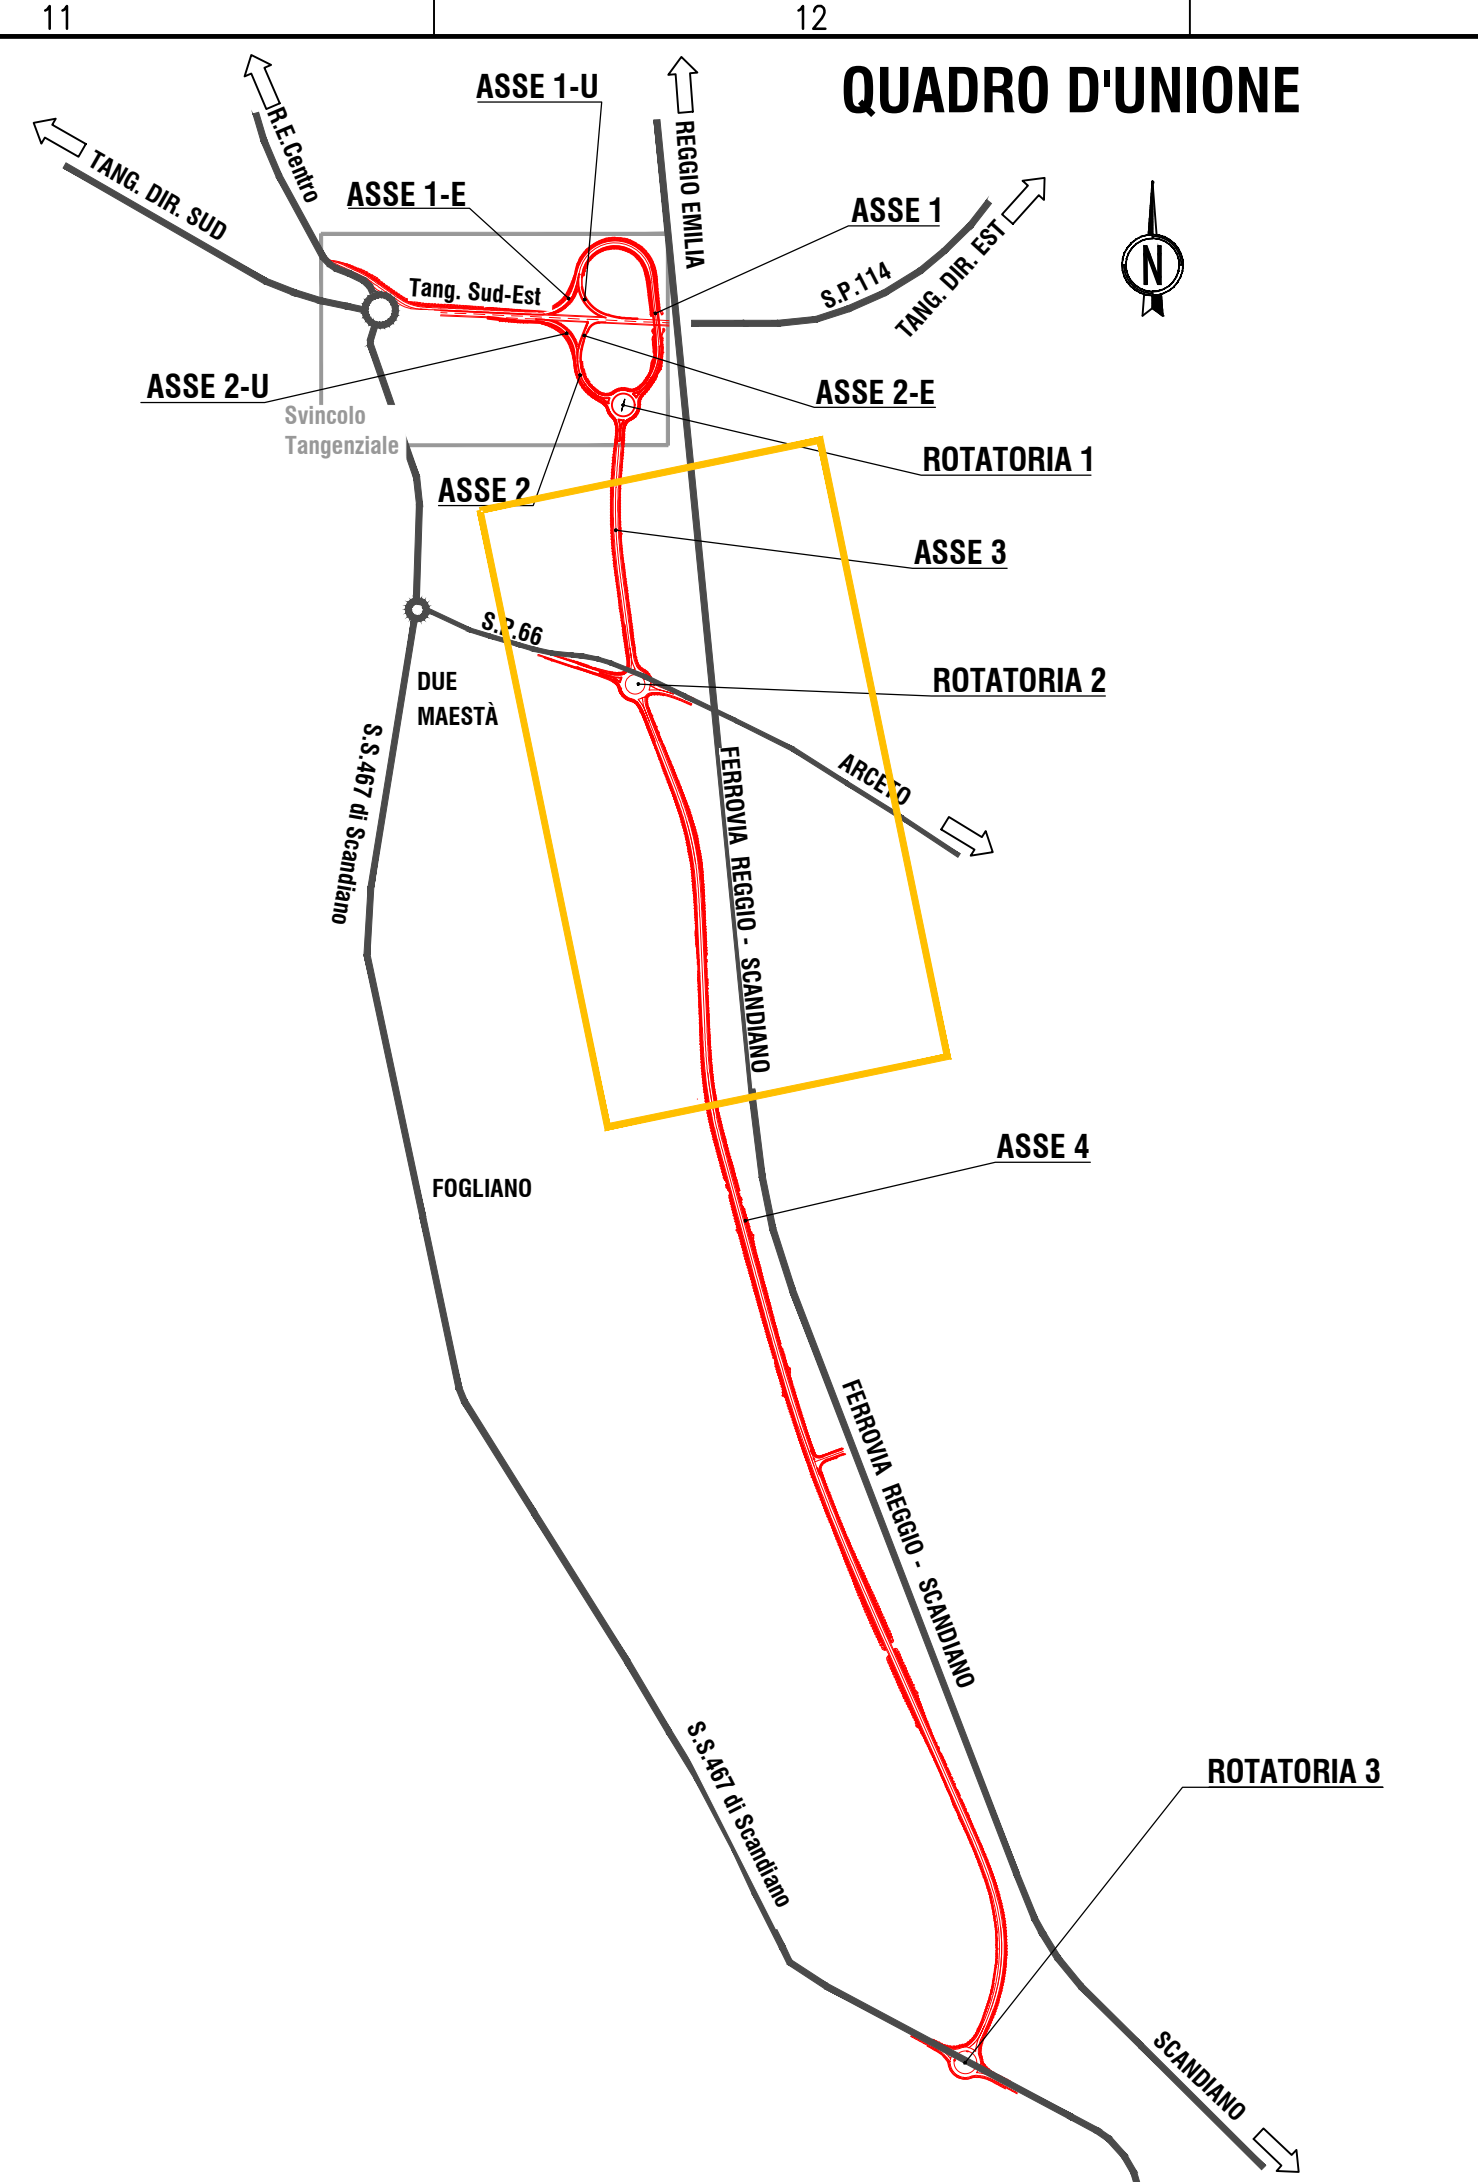 11
12
QUADRO D'UNIONE
ASSE 1-U
R.E.Centro
REGGIO EMILIA
TANG. DIR. SUD
ASSE 1-E
ASSE 1
N
S.P.114
TANG. DIR. EST
Tang. Sud-Est
ASSE 2-U
ASSE 2-E
Svincolo
Tangenziale
ROTATORIA 1
ASSE 2
ASSE 3
S.P.66
DUE
MAESTÀ
ROTATORIA 2
S.S.467 di Scandiano
FERROVIA REGGIO - SCANDIANO
ARCETO
ASSE 4
FOGLIANO
FERROVIA REGGIO - SCANDIANO
S.S.467 di Scandiano
ROTATORIA 3
SCANDIANO